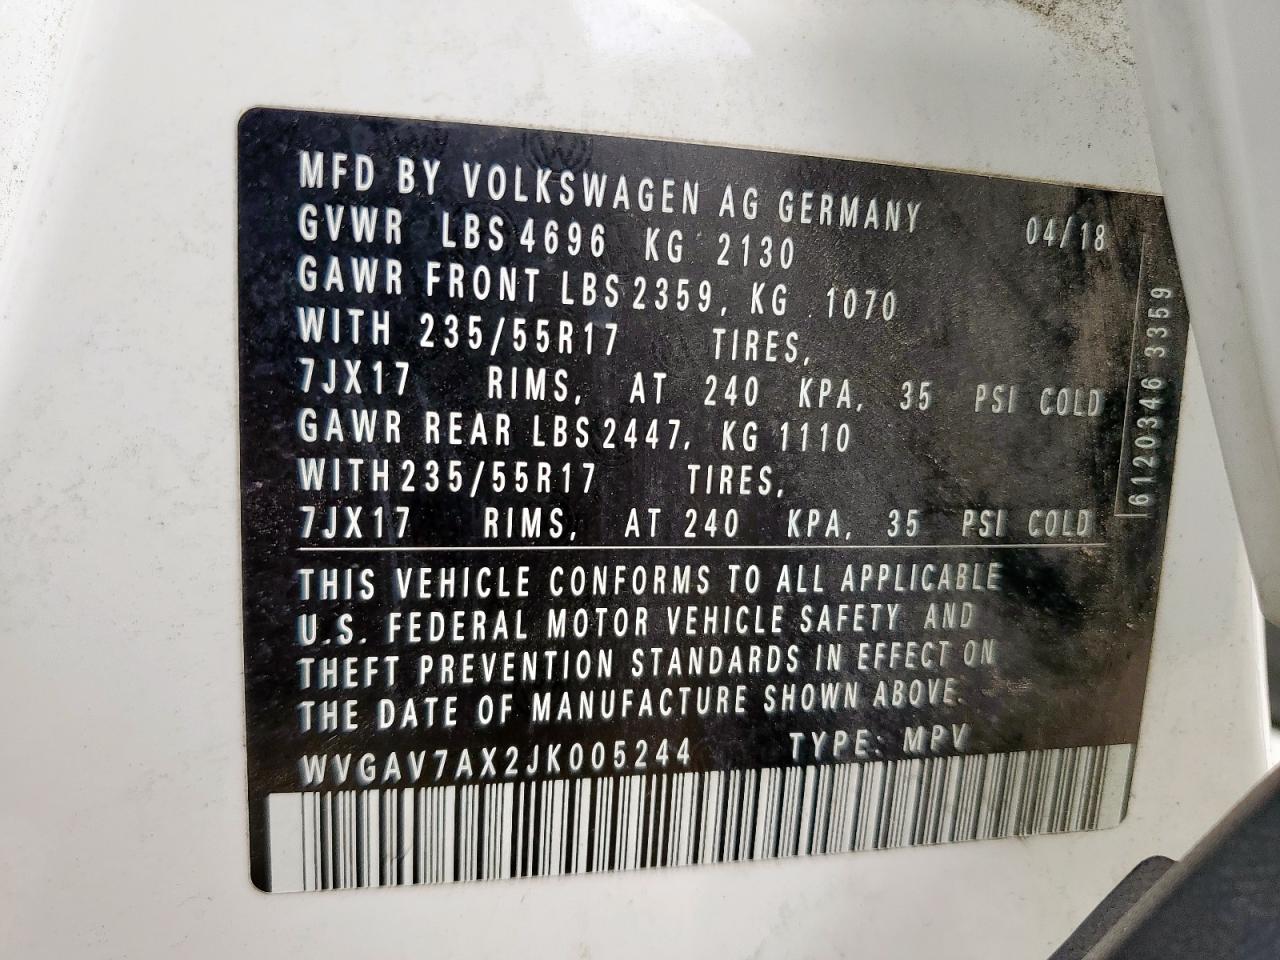 MFD BY VOLKSWAGEN AG GERMANY 04/18
GVWR LBS 4696 KG 2130
GAWR FRONT LBS 2359, KG 1070
WITH 235/55R17 TIRES,
7JX17 RIMS, AT 240 KPA, 35 PSI COLD
GAWR REAR LBS 2447, KG 1110
WITH 235/55R17 TIRES,
7JX17 RIMS, AT 240 KPA, 35 PSI COLD
THIS VEHICLE CONFORMS TO ALL APPLICABLE
U.S. FEDERAL MOTOR VEHICLE SAFETY AND
THEFT PREVENTION STANDARDS IN EFFECT ON
THE DATE OF MANUFACTURE SHOWN ABOVE.
WVGAV7AX2JK005244 TYPE: MPV
6120346 3359